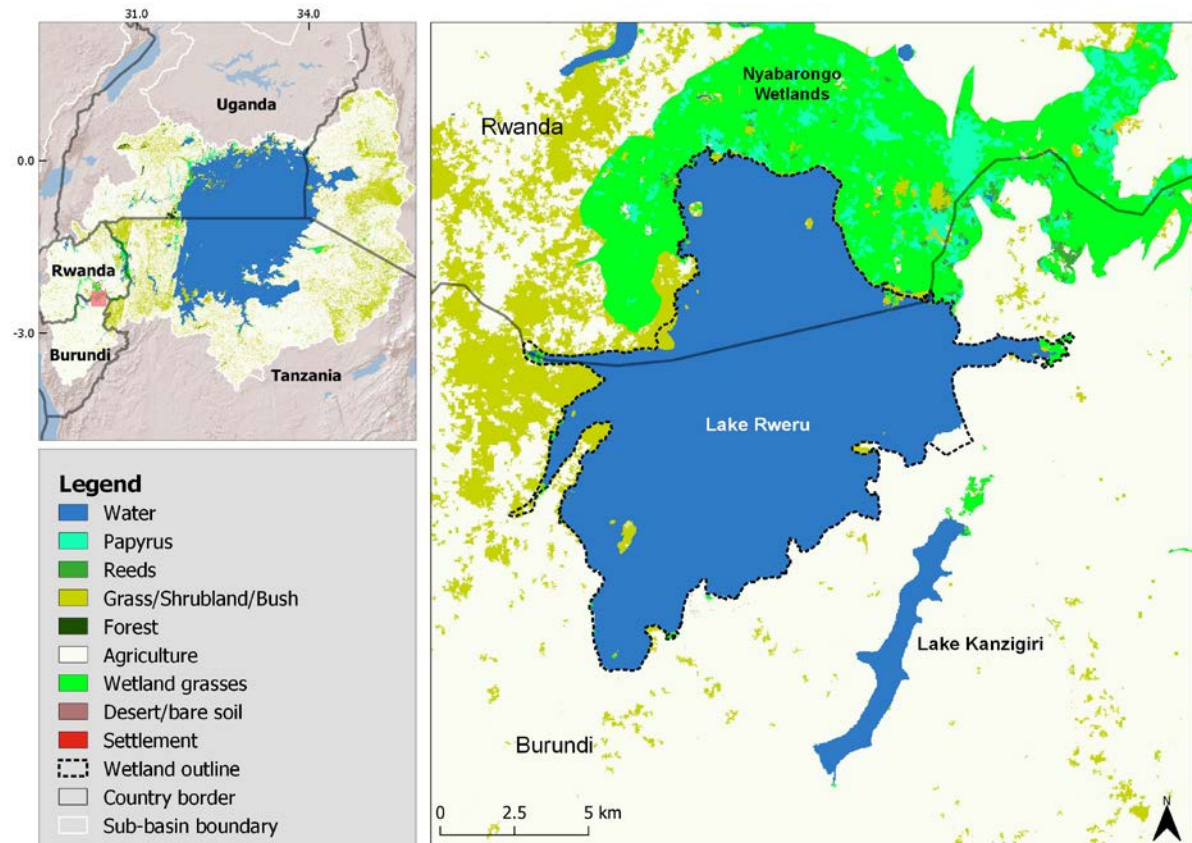 31.0
34.0
0.0
-3.0
Uganda
Rwanda
Burundi
Tanzania
Legend
Water
Papyrus
Reeds
Grass/Shrubland/Bush
Forest
Agriculture
Wetland grasses
Desert/bare soil
Settlement
Wetland outline
Country border
Sub-basin boundary
Nyabarongo
Wetlands
Rwanda
Lake Rweru
Lake Kanzigiri
Burundi
0 2.5 5 km
N